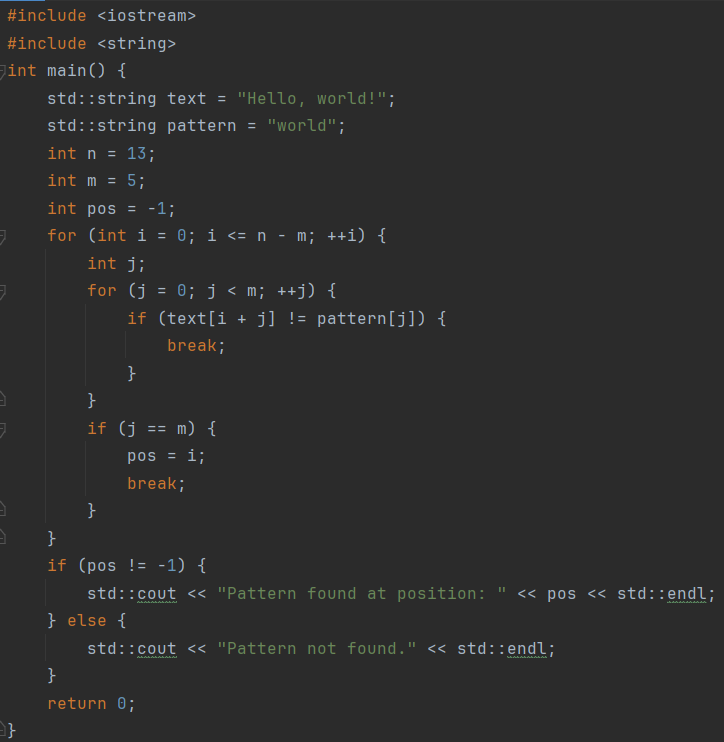 #include <iostream>
#include <string>
int main() {
    std::string text = "Hello, world!";
    std::string pattern = "world";
    int n = 13;
    int m = 5;
    int pos = -1;
    for (int i = 0; i <= n - m; ++i) {
        int j;
        for (j = 0; j < m; ++j) {
            if (text[i + j] != pattern[j]) {
                break;
            }
        }
        if (j == m) {
            pos = i;
            break;
        }
    }
    if (pos != -1) {
        std::cout << "Pattern found at position: " << pos << std::endl;
    } else {
        std::cout << "Pattern not found." << std::endl;
    }
    return 0;
}